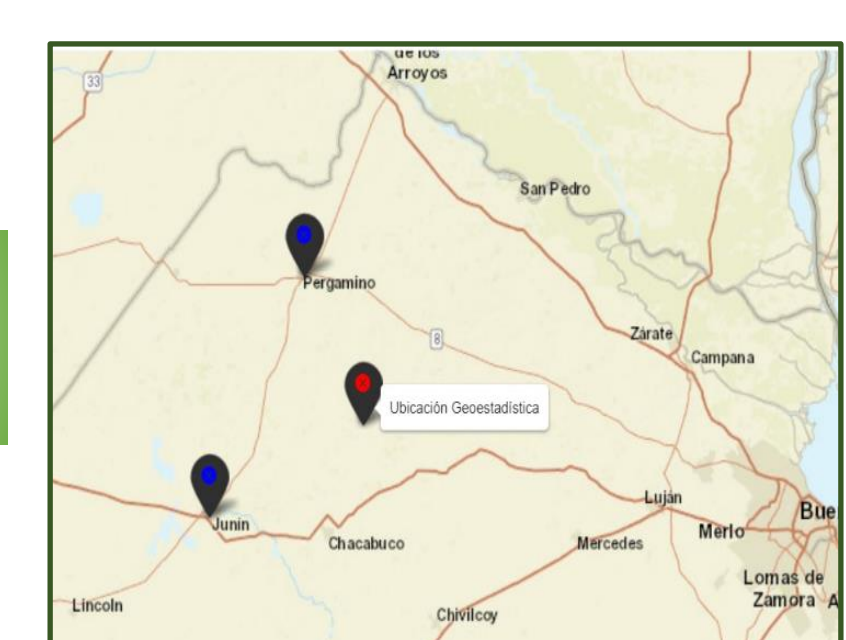 de los
Arroyos
33
San Pedro
Pergamino
8
Zárate
Campana
Ubicación Geoestadística
Luján
Bue
Junín
Chacabuco
Mercedes
Merlo
Lomas de
Zamora A
Lincoln
Chivilcoy